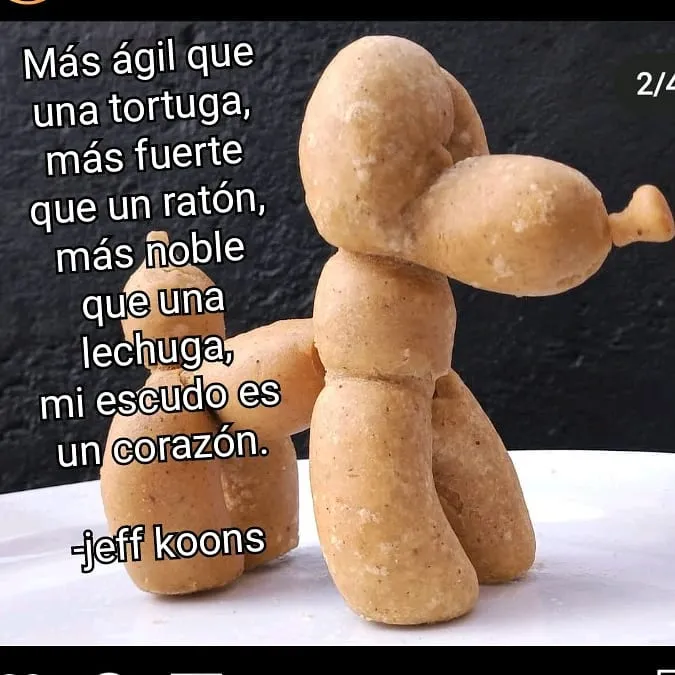 Más ágil que
una tortuga,
más fuerte
que un ratón,
más noble
que una
lechuga,
mi escudo es
un corazón.
-jeff koons
2/4